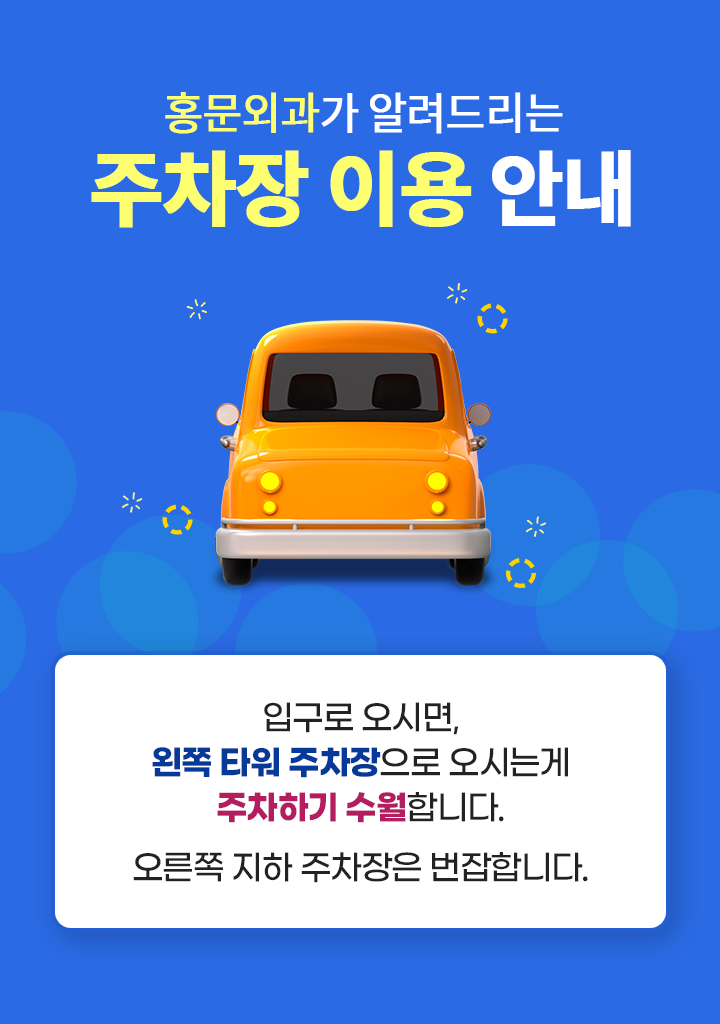 홍문외과가 알려드리는
주차장 이용 안내
입구로 오시면,
왼쪽 타워 주차장으로 오시는게
주차하기 수월합니다.
오른쪽 지하 주차장은 번잡합니다.